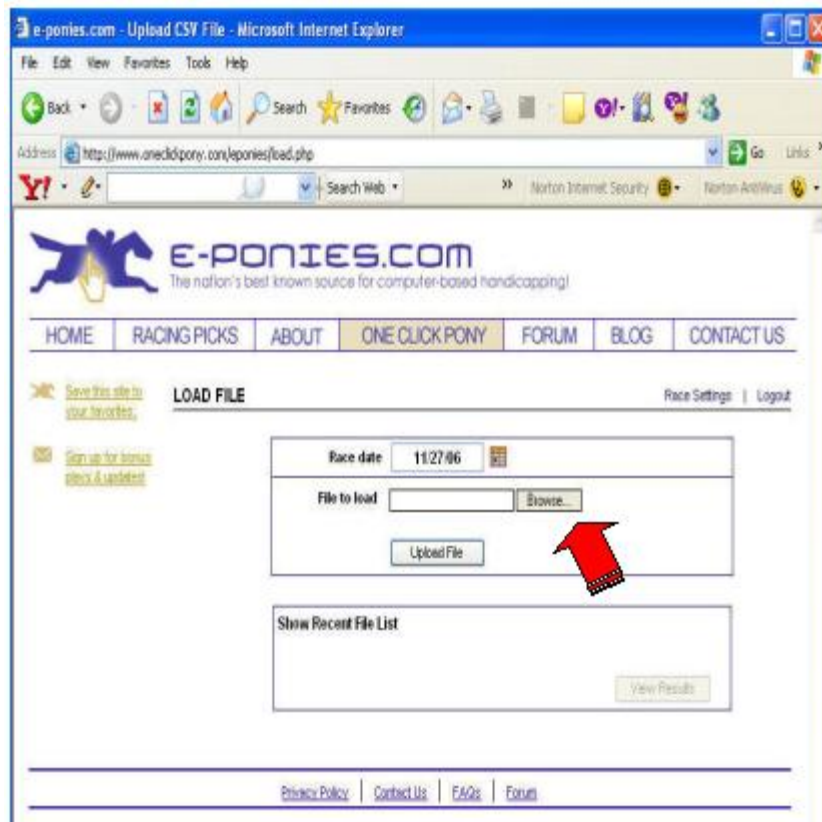 e-ponies.com - Upload CSV File - Microsoft Internet Explorer
File Edit View Favorites Tools Help
Back Search Favorites
Address http://www.oneclickpony.com/eponies/load.php Go Links
Y! Search Web Norton Internet Security Norton AntiVirus
E-PONIES.COM
The nation's best known source for computer-based handicapping!
HOME RACING PICKS ABOUT ONE CLICK PONY FORUM BLOG CONTACT US
Save this site to
your favorites.
LOAD FILE
Race Settings | Logout
Sign up for bonus
picks & updates!
Race date 11/27/06
File to load Browse...
Upload File
Show Recent File List
View Results
Privacy Policy | Contact Us | FAQs | Forum